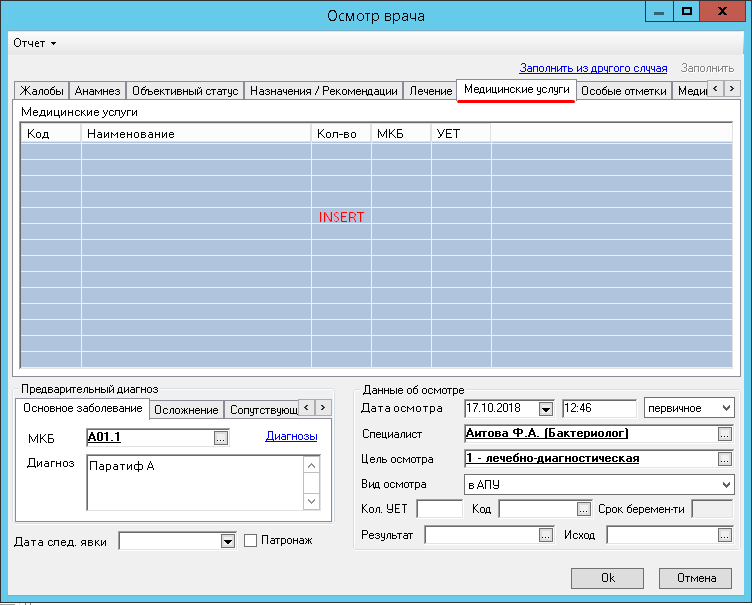 Осмотр врача
Отчет
Заполнить из другого случая Заполнить
Жалобы Анамнез Объективный статус Назначения / Рекомендации Лечение Медицинские услуги Особые отметки Меди
Медицинские услуги
Код Наименование Кол-во МКБ УЕТ
INSERT
Предварительный диагноз
Основное заболевание Осложнение Сопутствующ
МКБ A01.1 ... Диагнозы
Диагноз Паратиф А
Дата след. явки Патронаж
Данные об осмотре
Дата осмотра 17.10.2018 12:46 первичное
Специалист Аитова Ф.А. (Бактериолог) ...
Цель осмотра 1 - лечебно-диагностическая ...
Вид осмотра в АПУ
Кол. УЕТ Код ... Срок беремен-ти
Результат ... Исход ...
Ok Отмена